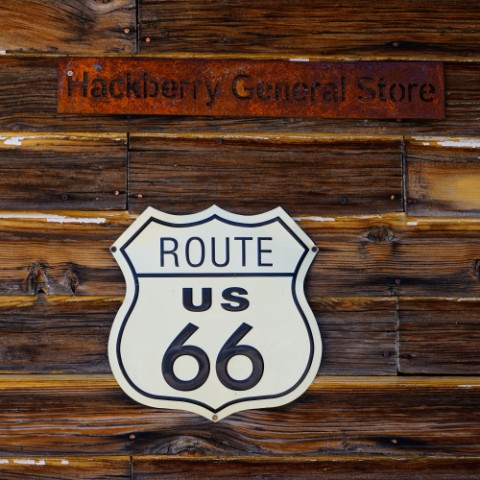 Hackberry General Store
ROUTE
US
66